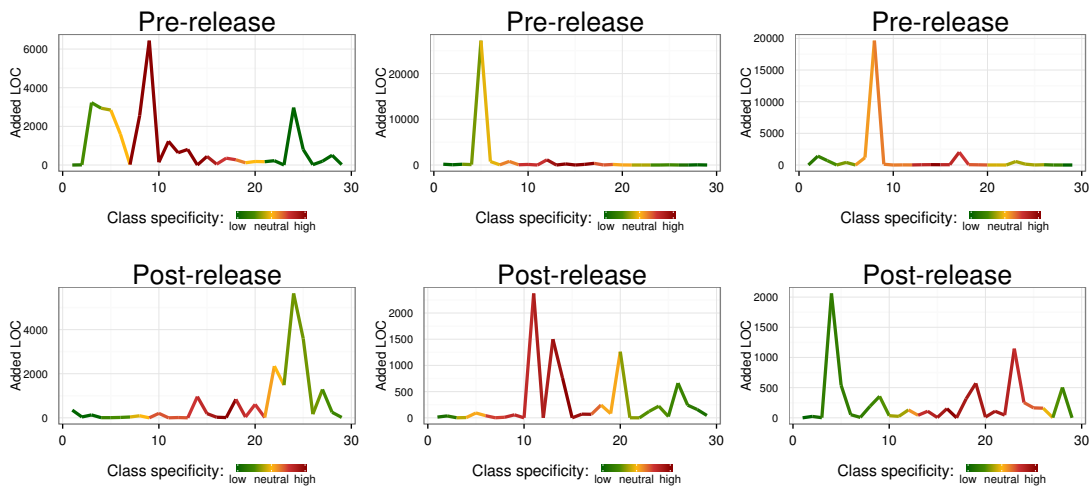 Pre-release
Added LOC
6000
4000
2000
0
0 10 20 30
Class specificity:
low neutral high
Pre-release
Added LOC
20000
10000
0
0 10 20 30
Class specificity:
low neutral high
Pre-release
Added LOC
20000
15000
10000
5000
0
0 10 20 30
Class specificity:
low neutral high
Post-release
Added LOC
4000
2000
0
0 10 20 30
Class specificity:
low neutral high
Post-release
Added LOC
2000
1500
1000
500
0
0 10 20 30
Class specificity:
low neutral high
Post-release
Added LOC
2000
1500
1000
500
0
0 10 20 30
Class specificity:
low neutral high